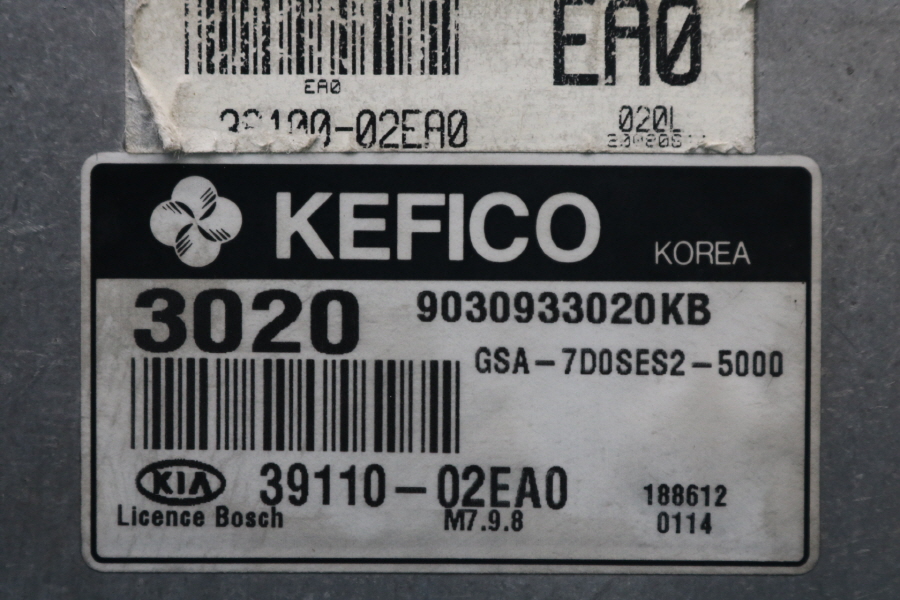 EA0
EA0
020L
KEFICO
KOREA
3020
9030933020KB
GSA-7D0SES2-5000
KIA
39110-02EA0
188612
Licence Bosch
M7.9.8
0114